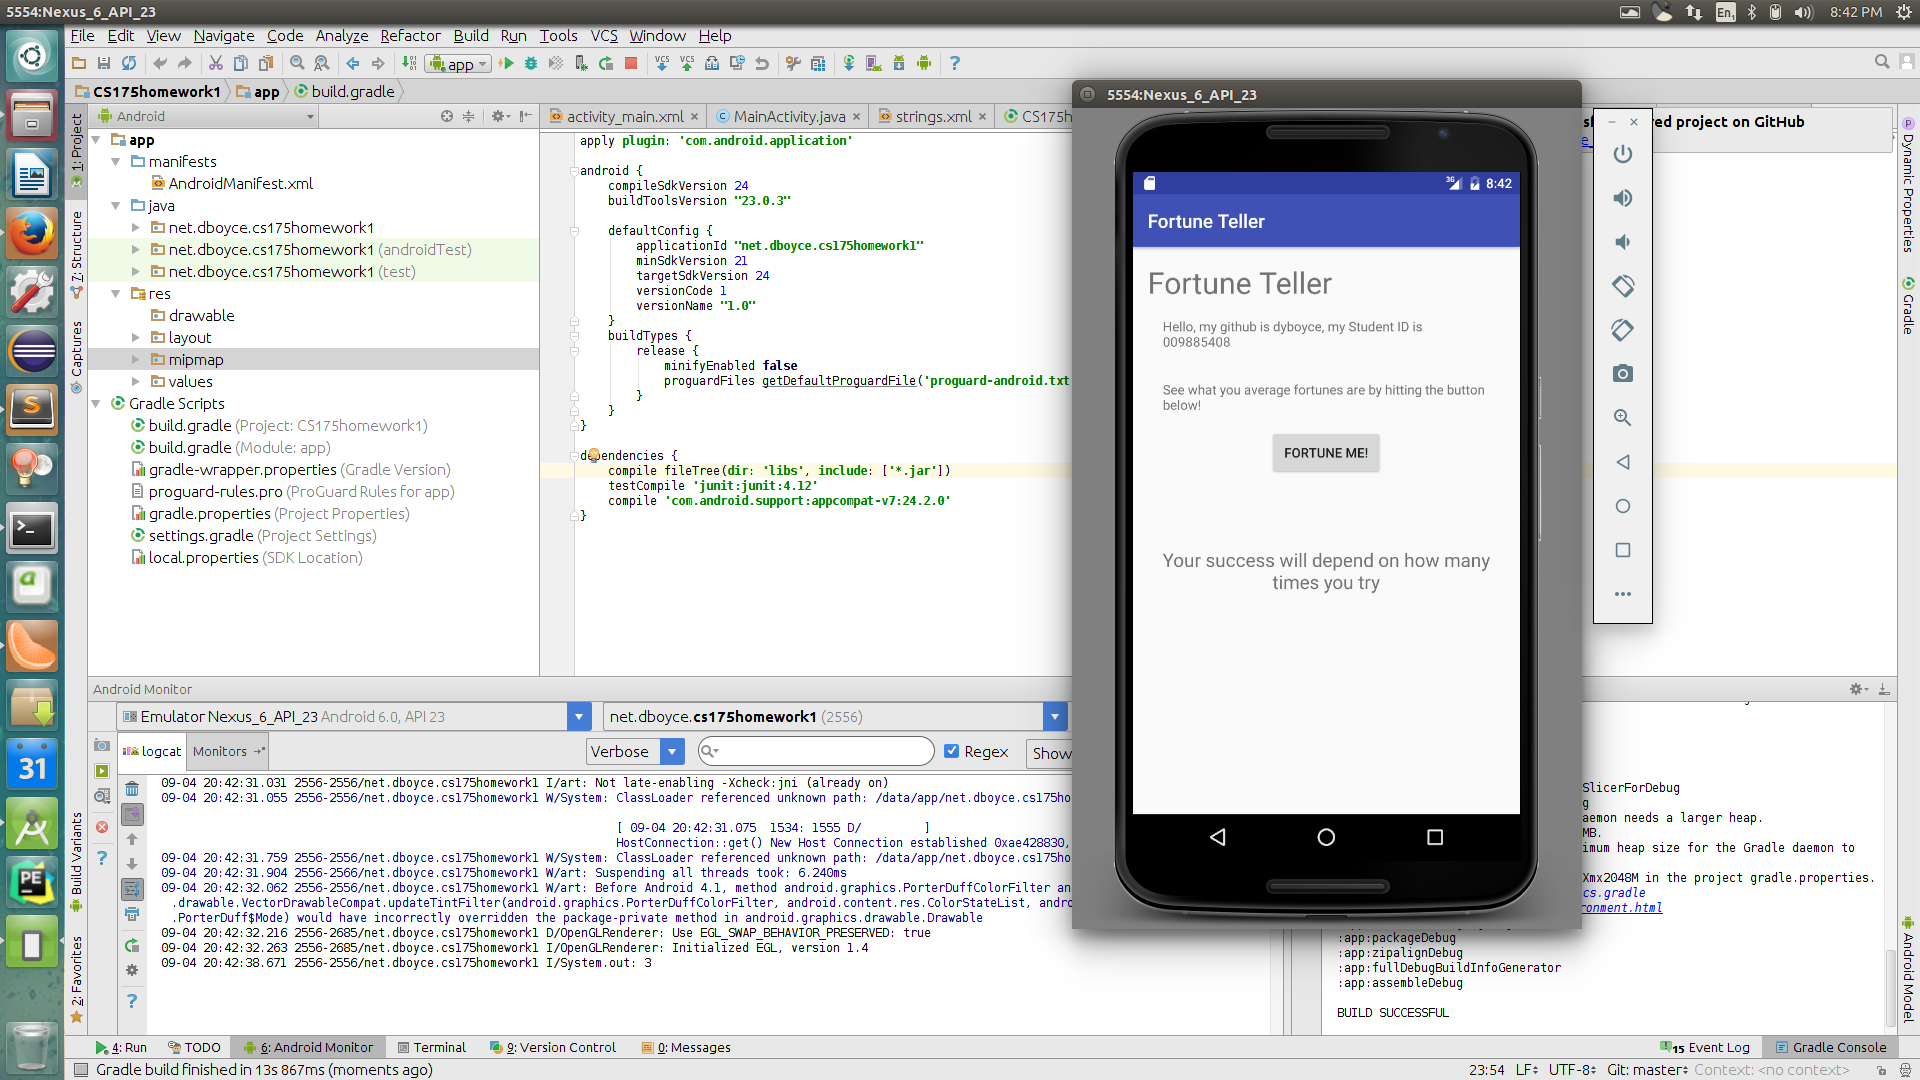 5554:Nexus_6_API_23
En1
8:42 PM
File Edit View Navigate Code Analyze Refactor Build Run Tools VCS Window Help
app
VCS VCS
CS175homework1 app build.gradle
Android
1: Project
7: Structure
Captures
Build Variants
2: Favorites
app
manifests
AndroidManifest.xml
java
net.dboyce.cs175homework1
net.dboyce.cs175homework1 (androidTest)
net.dboyce.cs175homework1 (test)
res
drawable
layout
mipmap
values
Gradle Scripts
build.gradle (Project: CS175homework1)
build.gradle (Module: app)
gradle-wrapper.properties (Gradle Version)
proguard-rules.pro (ProGuard Rules for app)
gradle.properties (Project Properties)
settings.gradle (Project Settings)
local.properties (SDK Location)
activity_main.xml MainActivity.java strings.xml CS175h
apply plugin: 'com.android.application'
android {
compileSdkVersion 24
buildToolsVersion "23.0.3"
defaultConfig {
applicationId "net.dboyce.cs175homework1"
minSdkVersion 21
targetSdkVersion 24
versionCode 1
versionName "1.0"
}
buildTypes {
release {
minifyEnabled false
proguardFiles getDefaultProguardFile('proguard-android.txt
}
}
}
dependencies {
compile fileTree(dir: 'libs', include: ['*.jar'])
testCompile 'junit:junit:4.12'
compile 'com.android.support:appcompat-v7:24.2.0'
}
5554:Nexus_6_API_23
3G 8:42
Fortune Teller
Fortune Teller
Hello, my github is dyboyce, my Student ID is
009885408
See what you average fortunes are by hitting the button
below!
FORTUNE ME!
Your success will depend on how many
times you try
red project on GitHub
Dynamic Properties
Gradle
Android Model
Android Monitor
Emulator Nexus_6_API_23 Android 6.0, API 23
net.dboyce.cs175homework1 (2556)
logcat Monitors
Verbose Regex Show
09-04 20:42:31.031 2556-2556/net.dboyce.cs175homework1 I/art: Not late-enabling -Xcheck:jni (already on)
09-04 20:42:31.055 2556-2556/net.dboyce.cs175homework1 W/System: ClassLoader referenced unknown path: /data/app/net.dboyce.cs175ho
[ 09-04 20:42:31.075 1534: 1555 D/ ]
HostConnection::get() New Host Connection established 0xae428830,
09-04 20:42:31.759 2556-2556/net.dboyce.cs175homework1 W/System: ClassLoader referenced unknown path: /data/app/net.dboyce.cs175ho
09-04 20:42:31.904 2556-2556/net.dboyce.cs175homework1 W/art: Suspending all threads took: 6.240ms
09-04 20:42:32.062 2556-2556/net.dboyce.cs175homework1 W/art: Before Android 4.1, method android.graphics.PorterDuffColorFilter an
.drawable.VectorDrawableCompat.updateTintFilter(android.graphics.PorterDuffColorFilter, android.content.res.ColorStateList, andro
.PorterDuff$Mode) would have incorrectly overridden the package-private method in android.graphics.drawable.Drawable
09-04 20:42:32.216 2556-2685/net.dboyce.cs175homework1 D/OpenGLRenderer: Use EGL_SWAP_BEHAVIOR_PRESERVED: true
09-04 20:42:32.263 2556-2685/net.dboyce.cs175homework1 I/OpenGLRenderer: Initialized EGL, version 1.4
09-04 20:42:38.671 2556-2556/net.dboyce.cs175homework1 I/System.out: 3
SlicerForDebug
g
aemon needs a larger heap.
MB.
imum heap size for the Gradle daemon to
Xmx2048M in the project gradle.properties.
cs.gradle
ronment.html
:app:packageDebug
:app:zipalignDebug
:app:fullDebugBuildInfoGenerator
:app:assembleDebug
BUILD SUCCESSFUL
31
PE
4: Run TODO 6: Android Monitor Terminal 9: Version Control 0: Messages
15 Event Log Gradle Console
Gradle build finished in 13s 867ms (moments ago)
23:54 LF UTF-8 Git: master Context: <no context>